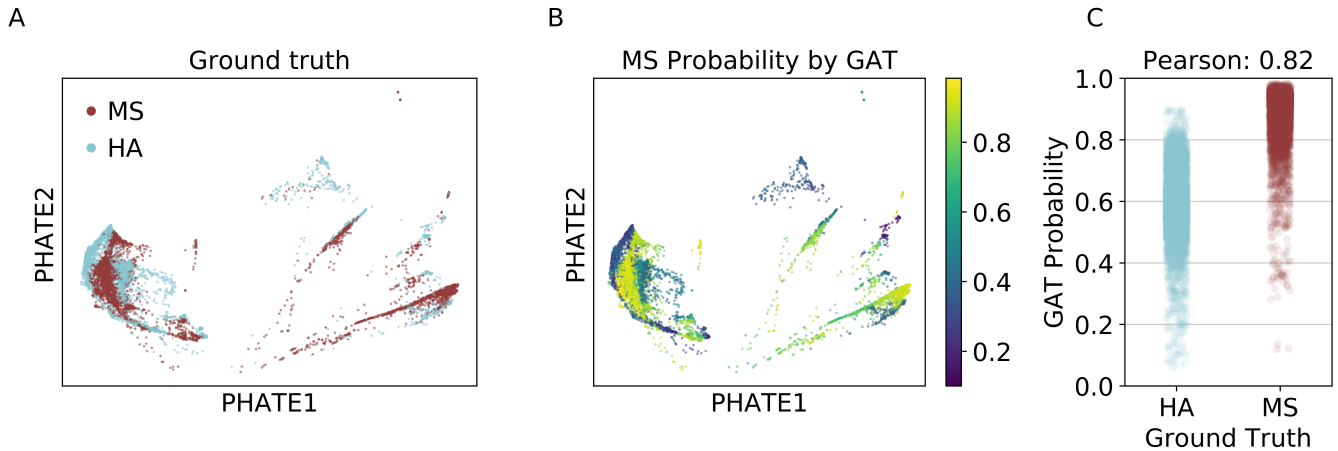 A
Ground truth
MS
HA
PHATE2
PHATE1
B
MS Probability by GAT
PHATE2
PHATE1
0.8
0.6
0.4
0.2
C
Pearson: 0.82
GAT Probability
1.0
0.8
0.6
0.4
0.2
0.0
HA MS
Ground Truth